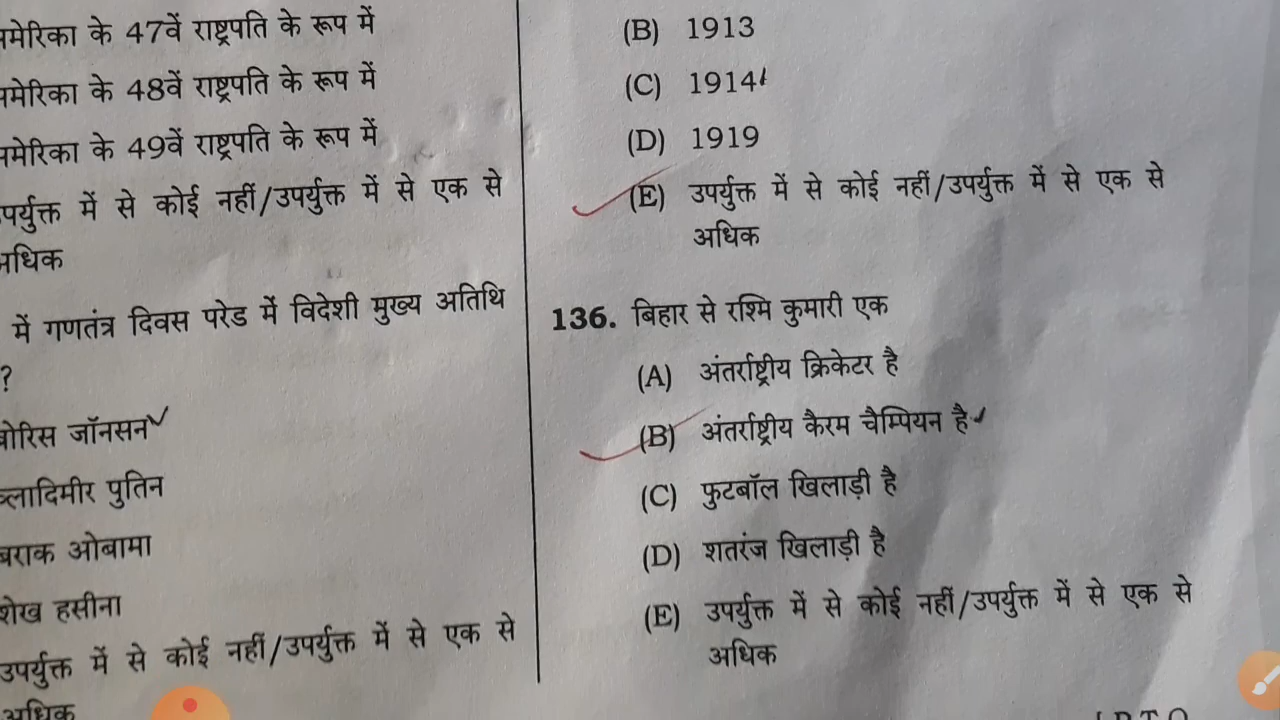 के 47वें राष्ट्रपति के रूप में
के 48वें राष्ट्रपति के रूप में
के 49वें राष्ट्रपति के रूप में
में से कोई नहीं/उपर्युक्त में से एक से
में गणतंत्र दिवस परेड में विदेशी मुख्य अतिथि
?
जॉनसन
पुतिन
ओबामा
शेख हसीना
उपर्युक्त में से कोई नहीं/उपर्युक्त में से एक से
अधिक
(B) 1913
(C) 1914
(D) 1919
(E) उपर्युक्त में से कोई नहीं/उपर्युक्त में से एक से
अधिक
136. बिहार से रश्मि कुमारी एक
(A) अंतर्राष्ट्रीय क्रिकेटर है
(B) अंतर्राष्ट्रीय कैरम चैम्पियन है
(C) फुटबॉल खिलाड़ी है
(D) शतरंज खिलाड़ी है
(E) उपर्युक्त में से कोई नहीं/उपर्युक्त में से एक से
अधिक